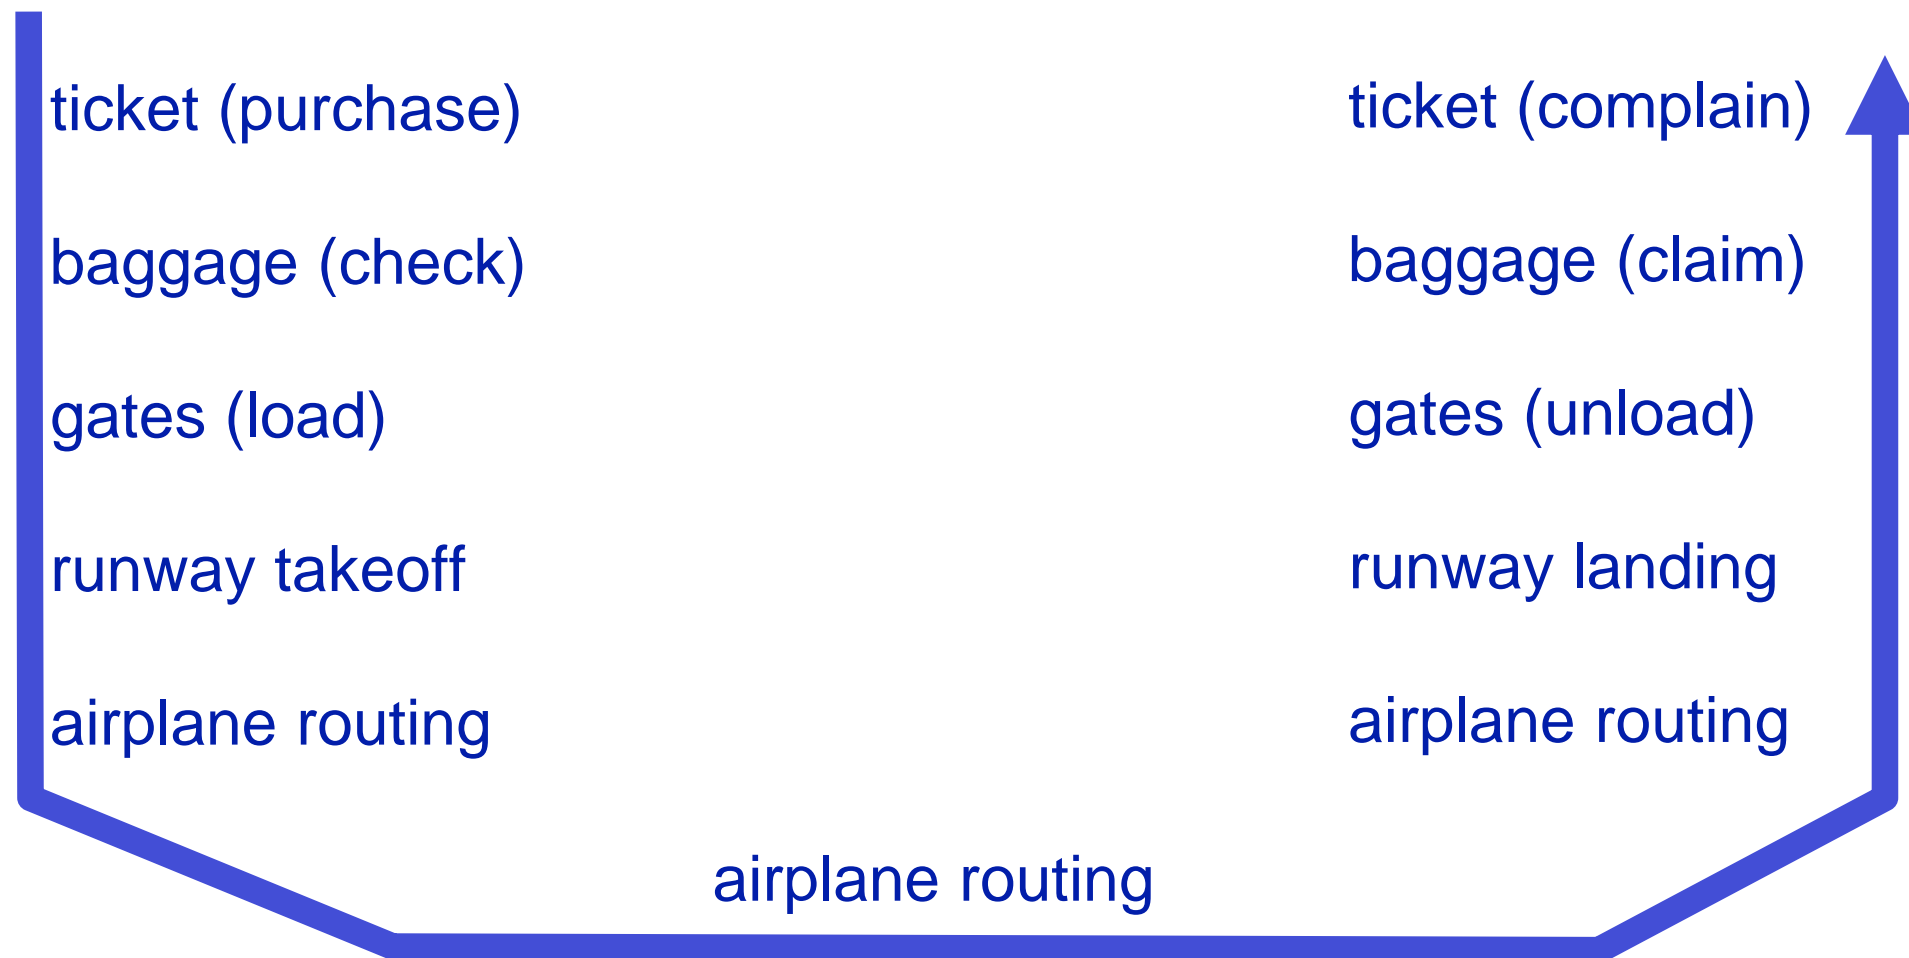 ticket (purchase)
baggage (check)
gates (load)
runway takeoff
airplane routing
airplane routing
ticket (complain)
baggage (claim)
gates (unload)
runway landing
airplane routing